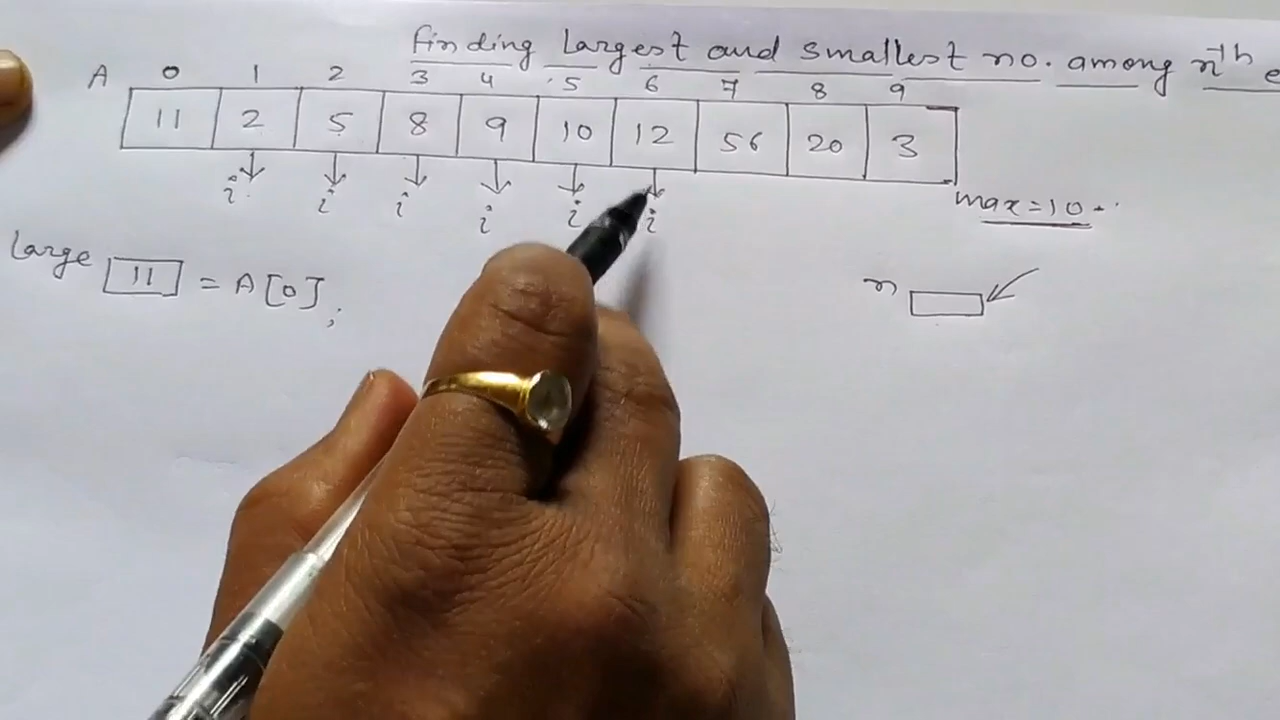 Finding Largest and smallest no. among nth e
A 0 1 2 3 4 5 6 7 8 9
11 2 5 8 9 10 12 56 20 3
i i i i i i
max=10
Large 11 = A[0];
n